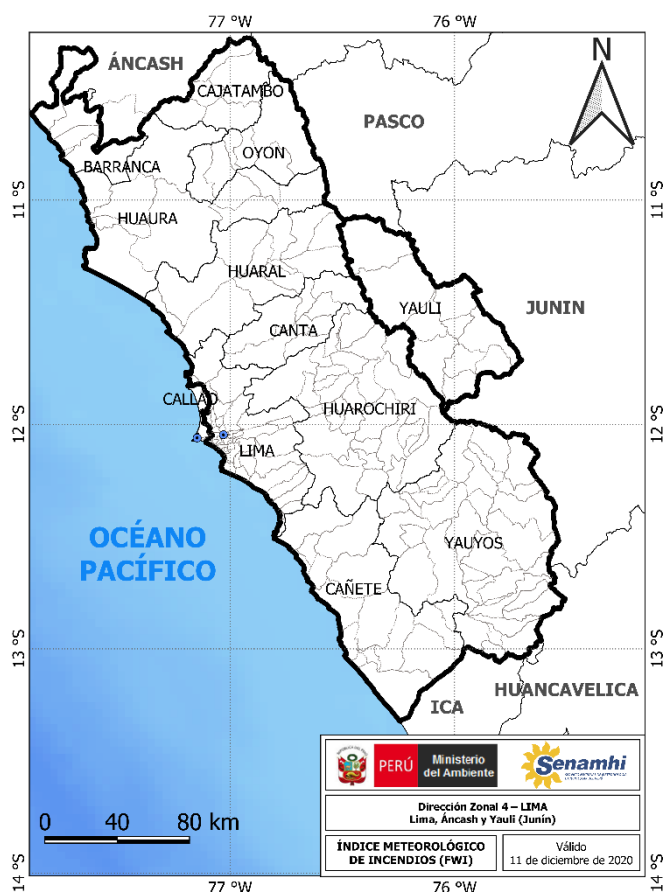 77 °W
76 °W
N
ÁNCASH
CAJATAMBO
PASCO
OYON
BARRANCA
11°S
11°S
HUAURA
HUARAL
YAULI
JUNIN
CANTA
CALLAO
HUAROCHIRI
12°S
12°S
LIMA
OCÉANO
PACÍFICO
YAUYOS
CAÑETE
13°S
13°S
HUANCAVELICA
ICA
PERÚ
Ministerio
del Ambiente
Senamhi
Dirección Zonal 4 – LIMA
Lima, Áncash y Yauli (Junín)
ÍNDICE METEOROLÓGICO
DE INCENDIOS (FWI)
Válido
11 de diciembre de 2020
0 40 80 km
14 °S
14 °S
77 °W
76 °W